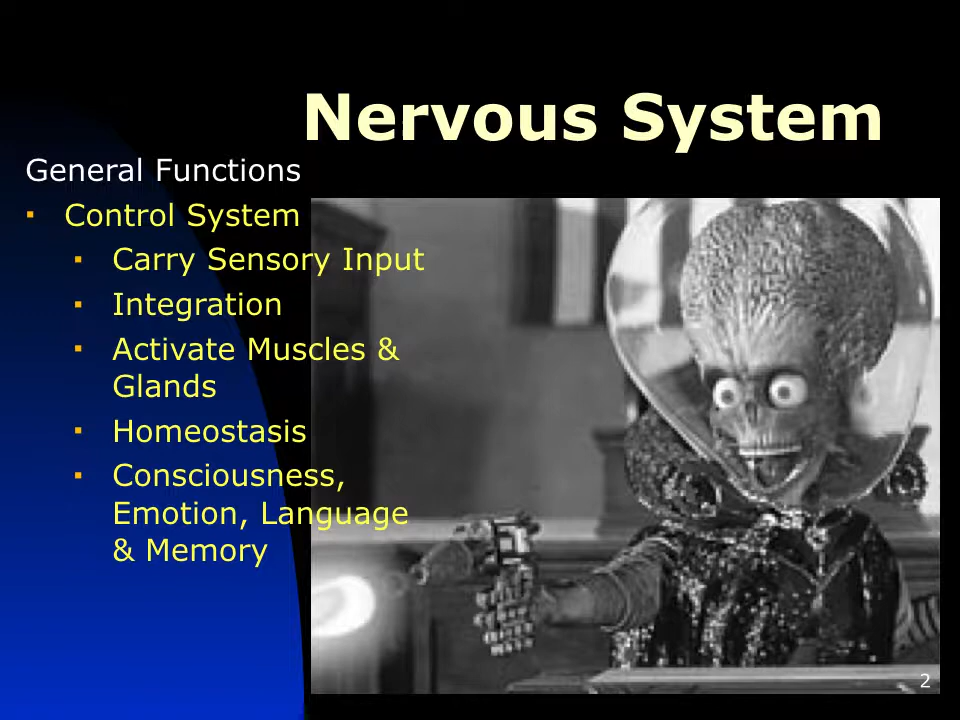 Nervous System
General Functions
▪ Control System
▪ Carry Sensory Input
▪ Integration
▪ Activate Muscles &
Glands
▪ Homeostasis
▪ Consciousness,
Emotion, Language
& Memory
2